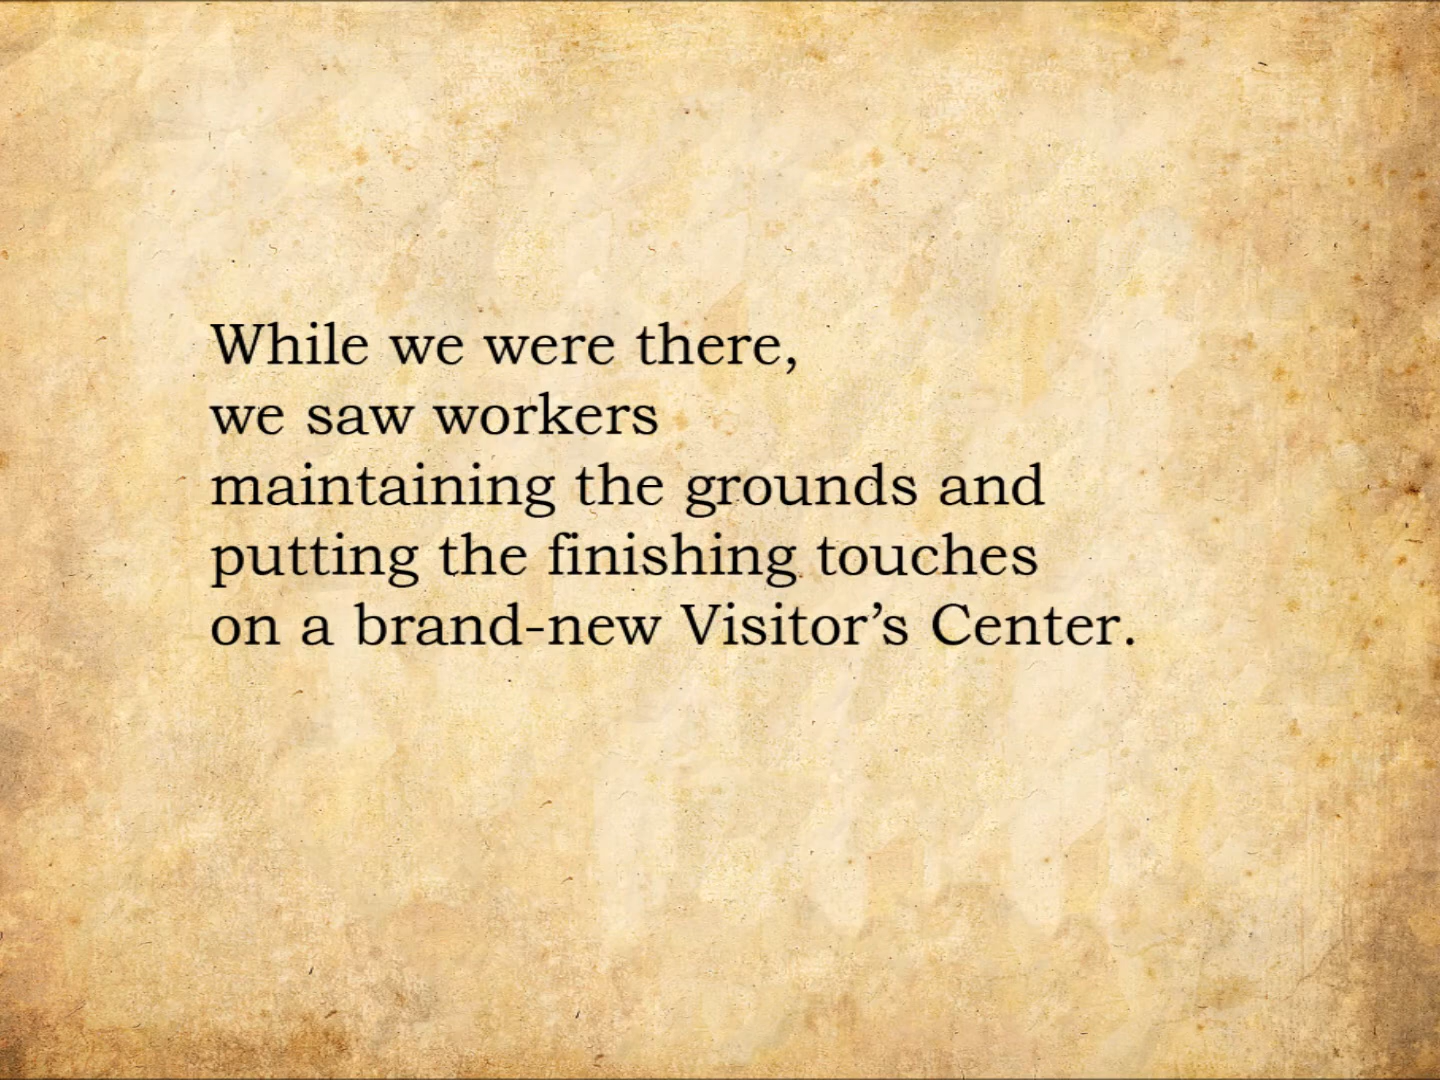 While we were there,
we saw workers
maintaining the grounds and
putting the finishing touches
on a brand-new Visitor’s Center.